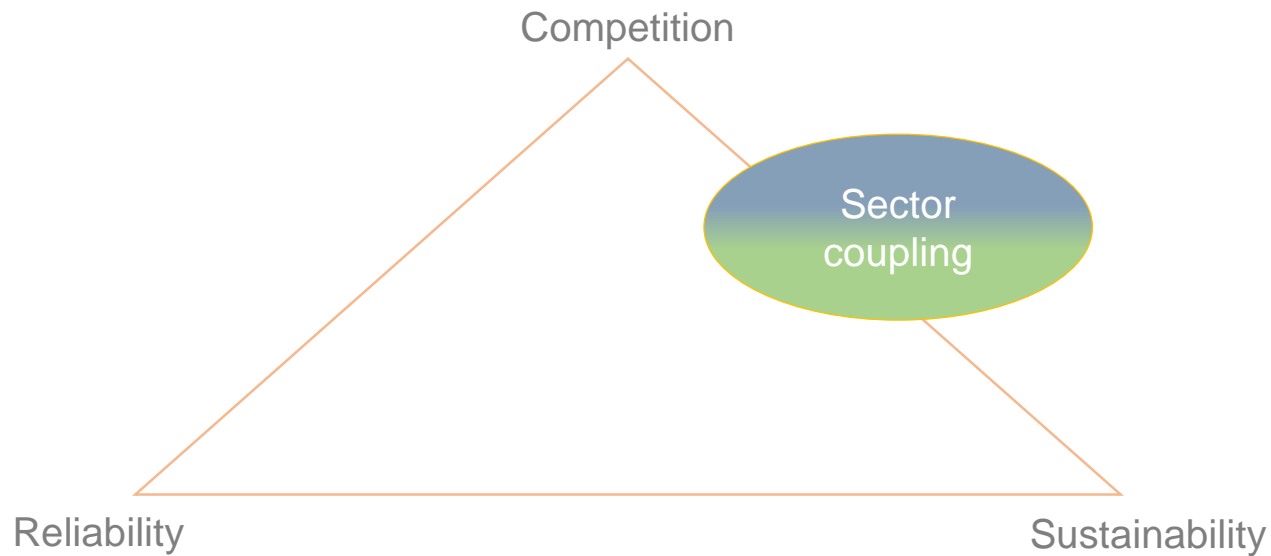 Competition
Sector
coupling
Reliability
Sustainability